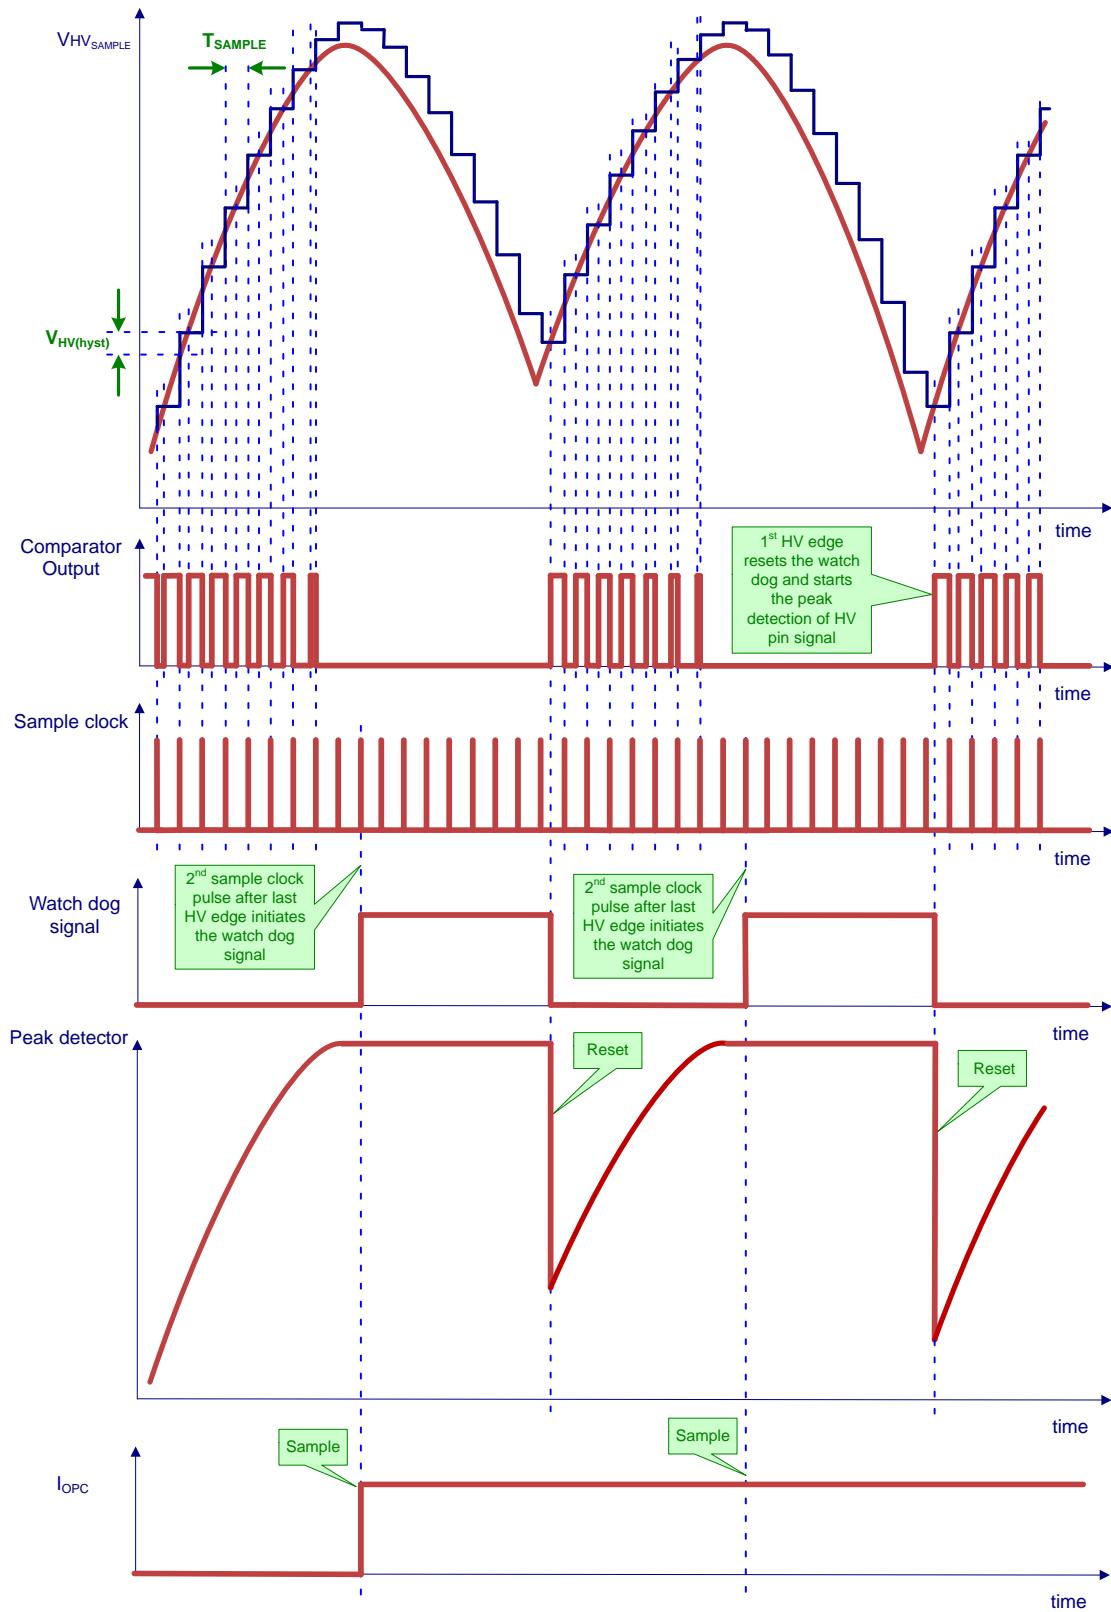 VHVSAMPLE
TSAMPLE
VHV(hyst)
time
Comparator
Output
1st HV edge
resets the watch
dog and starts
the peak
detection of HV
pin signal
time
Sample clock
time
2nd sample clock
pulse after last
HV edge initiates
the watch dog
signal
2nd sample clock
pulse after last
HV edge initiates
the watch dog
signal
Watch dog
signal
time
Peak detector
Reset
Reset
time
Sample
Sample
IOPC
time